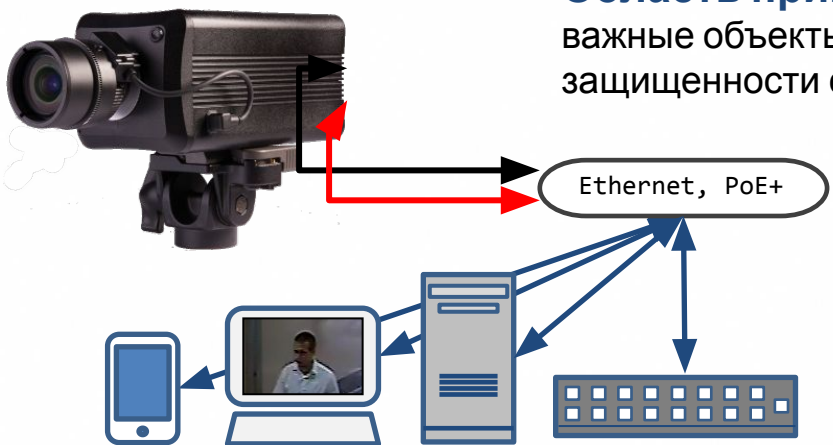 важные объекты
защищенности
Ethernet, PoE+